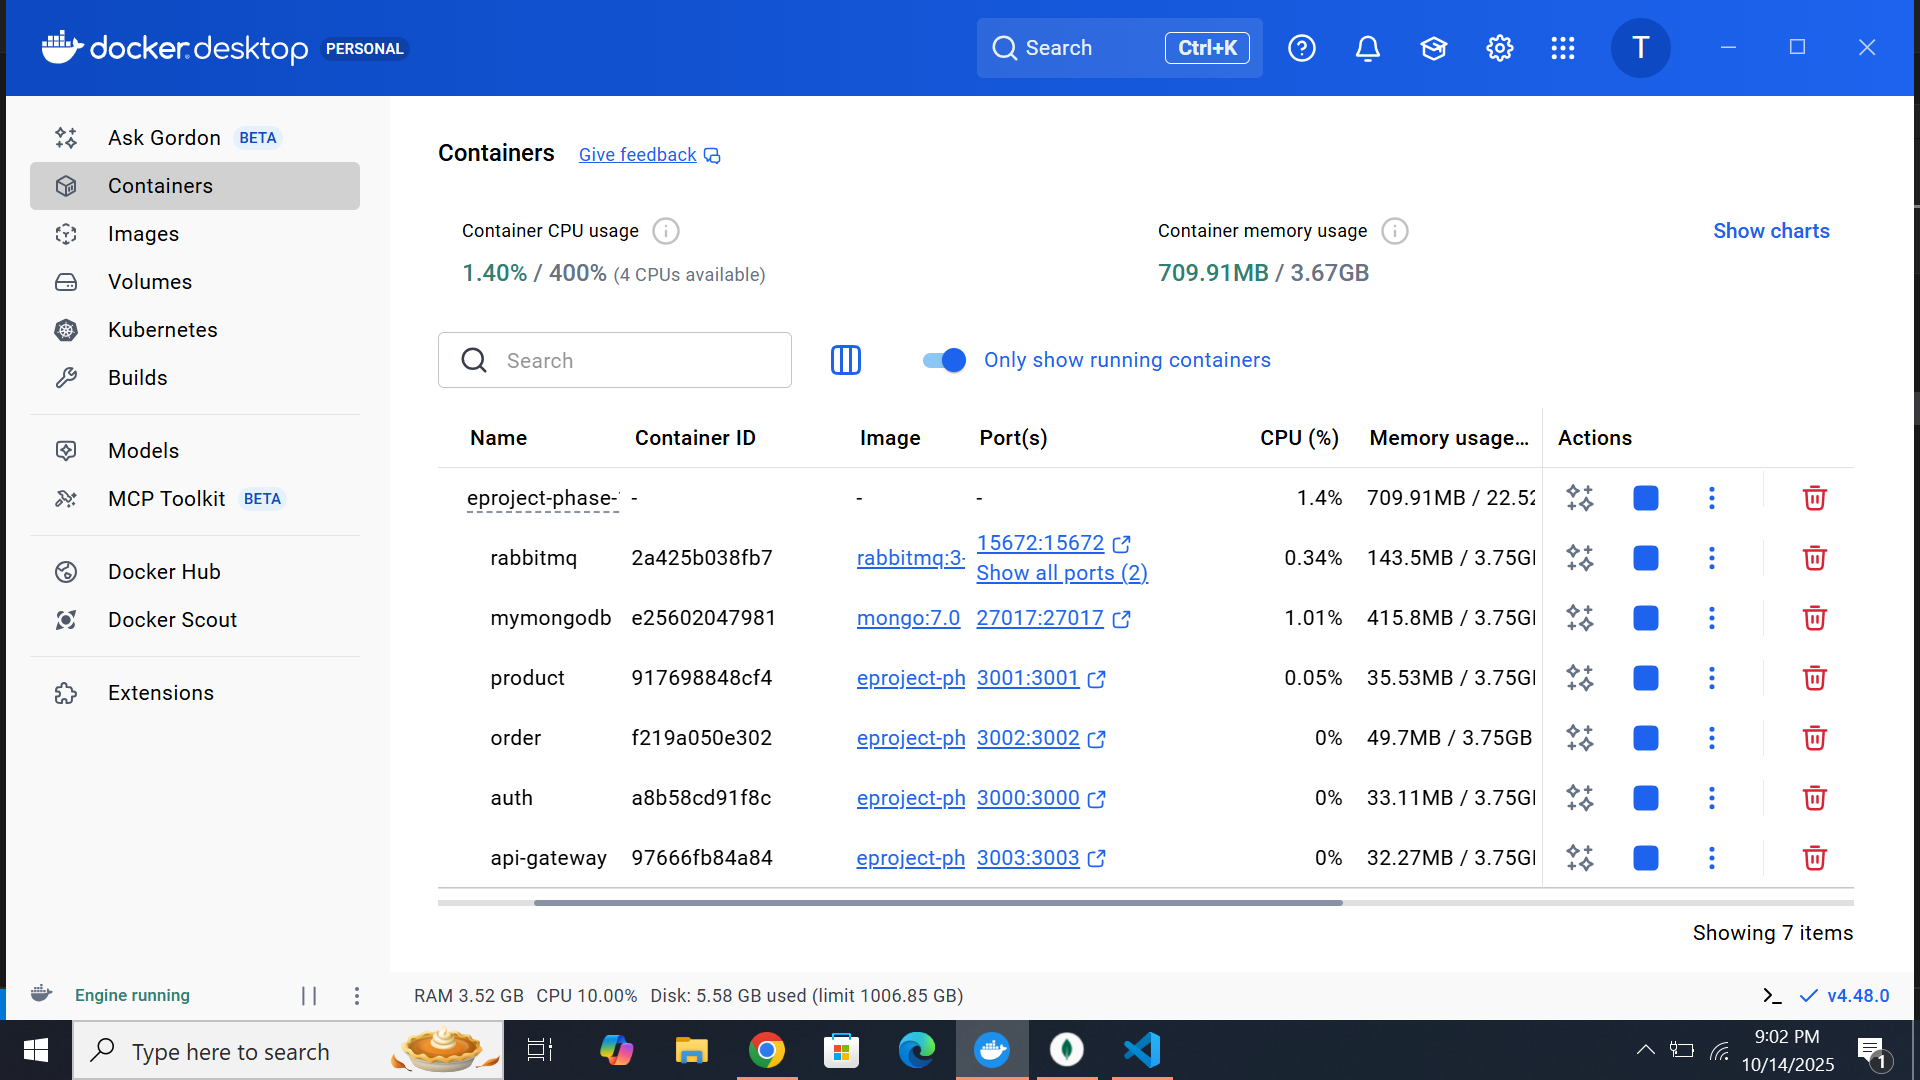 docker.desktop PERSONAL
Search Ctrl+K
T
Ask Gordon BETA
Containers
Images
Volumes
Kubernetes
Builds
Models
MCP Toolkit BETA
Docker Hub
Docker Scout
Extensions
Containers Give feedback
Container CPU usage
1.40% / 400% (4 CPUs available)
Container memory usage
709.91MB / 3.67GB
Show charts
Search
Only show running containers
Name Container ID Image Port(s) CPU (%) Memory usage... Actions
eproject-phase- - - - 1.4% 709.91MB / 22.52
rabbitmq 2a425b038fb7 rabbitmq:3- 15672:15672 0.34% 143.5MB / 3.75GI
Show all ports (2)
mymongodb e25602047981 mongo:7.0 27017:27017 1.01% 415.8MB / 3.75GI
product 917698848cf4 eproject-ph 3001:3001 0.05% 35.53MB / 3.75GI
order f219a050e302 eproject-ph 3002:3002 0% 49.7MB / 3.75GB
auth a8b58cd91f8c eproject-ph 3000:3000 0% 33.11MB / 3.75GI
api-gateway 97666fb84a84 eproject-ph 3003:3003 0% 32.27MB / 3.75GI
Showing 7 items
Engine running
RAM 3.52 GB CPU 10.00% Disk: 5.58 GB used (limit 1006.85 GB)
v4.48.0
Type here to search
9:02 PM
10/14/2025
1